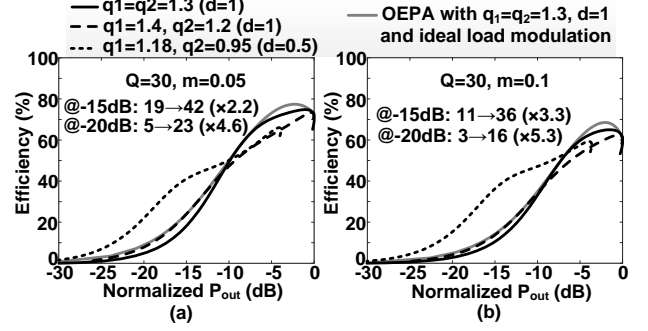 q1=q2=1.3 (d=1)
q1=1.4, q2=1.2 (d=1)
q1=1.18, q2=0.95 (d=0.5)
OEPA with q₁=q₂=1.3, d=1
and ideal load modulation
Efficiency (%)
100
80
60
40
20
0
Q=30, m=0.05
@-15dB: 19→42 (×2.2)
@-20dB: 5→23 (×4.6)
-30 -25 -20 -15 -10 -5 0
Normalized Pout (dB)
(a)
Efficiency (%)
100
80
60
40
20
0
Q=30, m=0.1
@-15dB: 11→36 (×3.3)
@-20dB: 3→16 (×5.3)
-30 -25 -20 -15 -10 -5 0
Normalized Pout (dB)
(b)